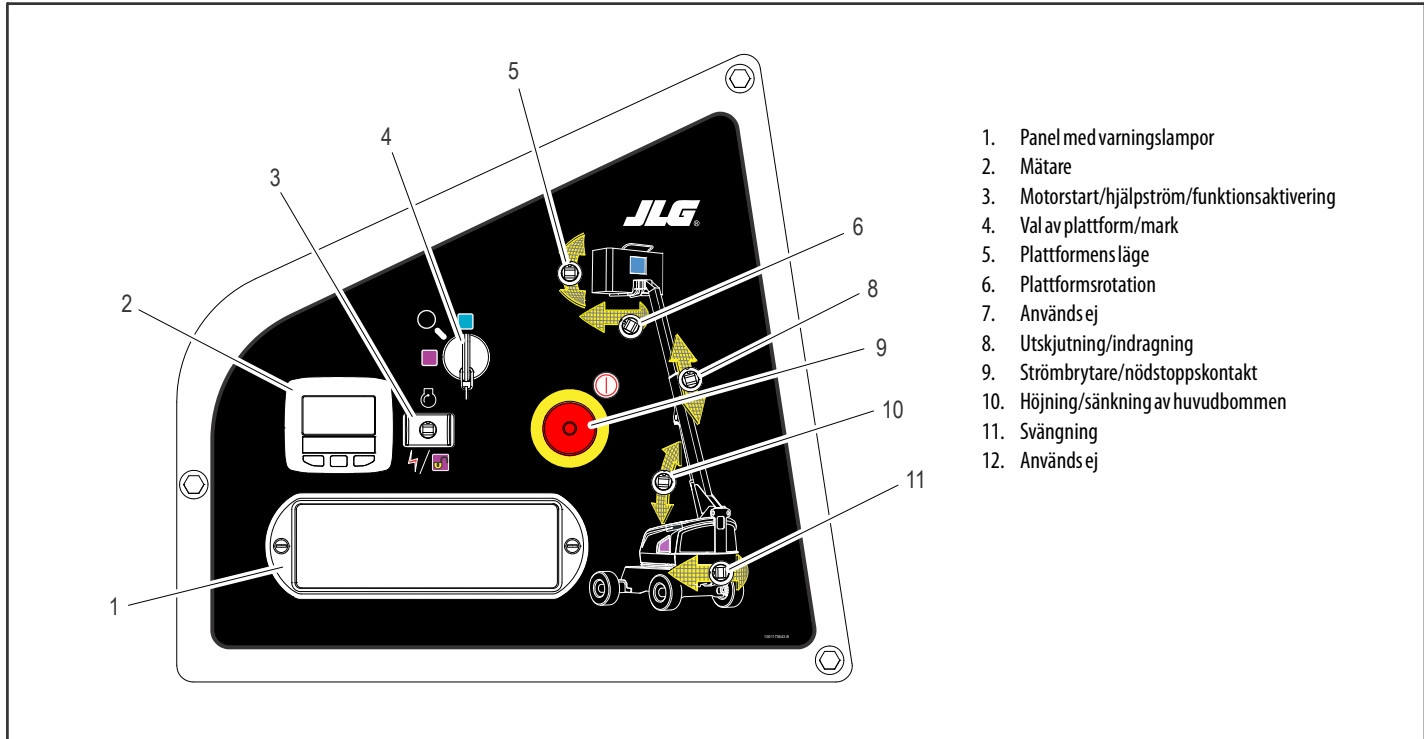 5
4
3
6
2
8
9
10
11
1
JLG®
1001175643 B
1. Panel med varningslampor
2. Mätare
3. Motorstart/hjälpström/funktionsaktivering
4. Val av plattform/mark
5. Plattformens läge
6. Plattformsrotation
7. Används ej
8. Utskjutning/indragning
9. Strömbrytare/nödstoppskontakt
10. Höjning/sänkning av huvudbommen
11. Svängning
12. Används ej